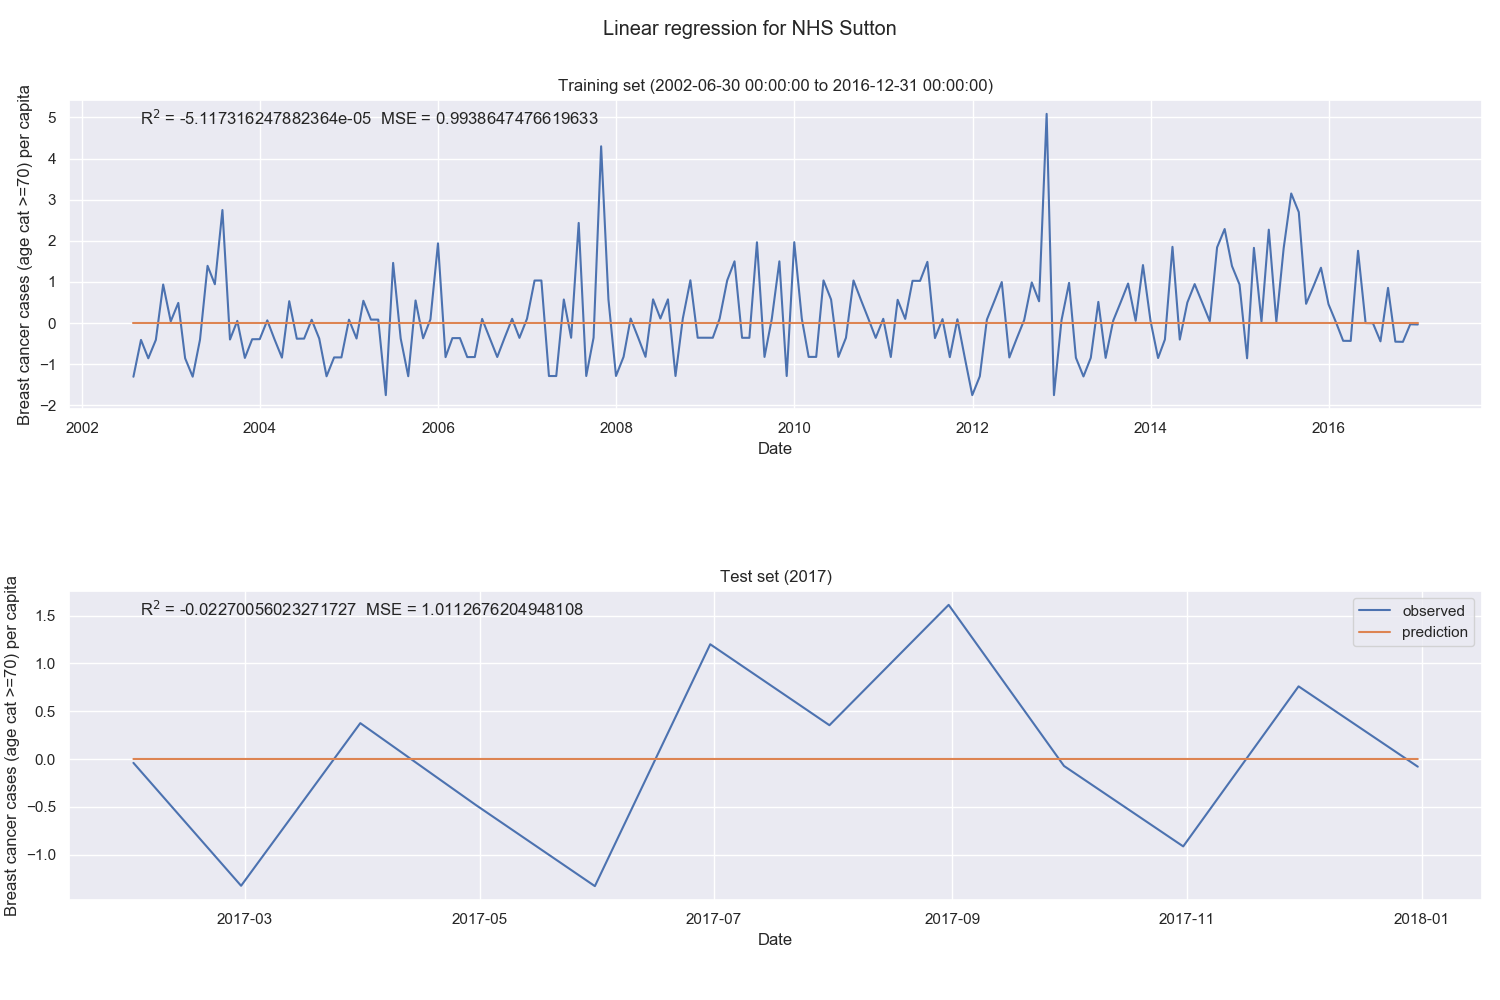 Linear regression for NHS Sutton
Training set (2002-06-30 00:00:00 to 2016-12-31 00:00:00)
R² = -5.117316247882364e-05 MSE = 0.9938647476619633
Breast cancer cases (age cat >=70) per capita
5
4
3
2
1
0
−1
−2
2002 2004 2006 2008 2010 2012 2014 2016
Date
Test set (2017)
R² = -0.02270056023271727 MSE = 1.0112676204948108
observed
prediction
Breast cancer cases (age cat >=70) per capita
1.5
1.0
0.5
0.0
−0.5
−1.0
2017-03 2017-05 2017-07 2017-09 2017-11 2018-01
Date